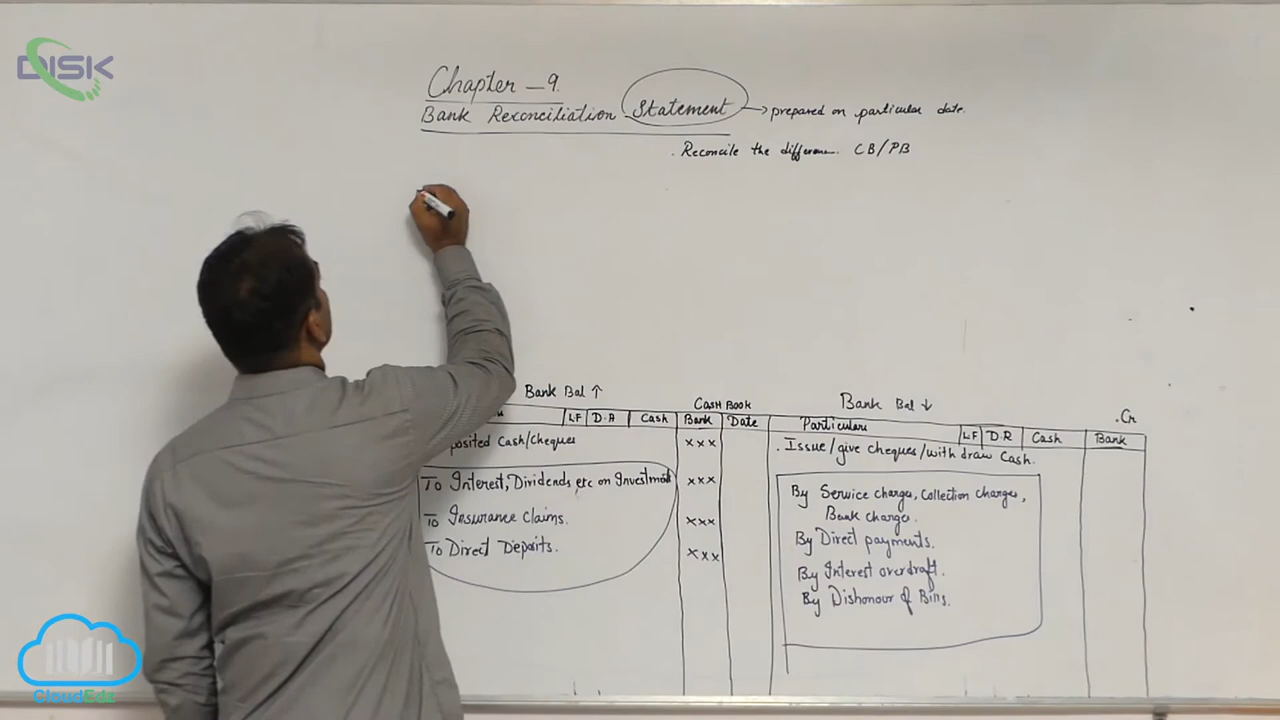 DISK
Chapter - 9.
Bank Reconciliation Statement → prepared on particular date.
. Reconcile the difference. CB/PB
Bank Bal ↑
CASH BOOK
Bank Bal ↓
.Cr
LF D.A Cash Bank Date Particulars LF D.R Cash Bank
posited Cash/Cheques xxx
. Issue/give cheques/with draw Cash.
To Interest, Dividends etc on Investments xxx
To Insurance Claims. xxx
To Direct Deposits. xxx
By Service charges, Collection charges,
Bank charges.
By Direct payments.
By Interest overdraft.
By Dishonour of Bills.
CloudEdz